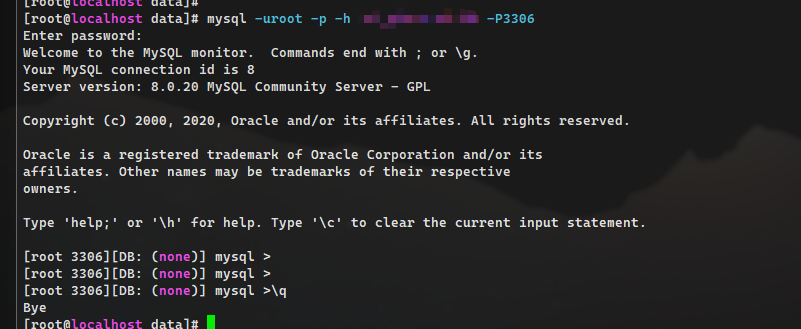 [root@localhost data]#
[root@localhost data]# mysql -uroot -p -h -P3306
Enter password:
Welcome to the MySQL monitor.  Commands end with ; or \g.
Your MySQL connection id is 8
Server version: 8.0.20 MySQL Community Server - GPL
Copyright (c) 2000, 2020, Oracle and/or its affiliates. All rights reserved.
Oracle is a registered trademark of Oracle Corporation and/or its
affiliates. Other names may be trademarks of their respective
owners.
Type 'help;' or '\h' for help. Type '\c' to clear the current input statement.
[root 3306][DB: (none)] mysql >
[root 3306][DB: (none)] mysql >
[root 3306][DB: (none)] mysql >\q
Bye
[root@localhost data]#